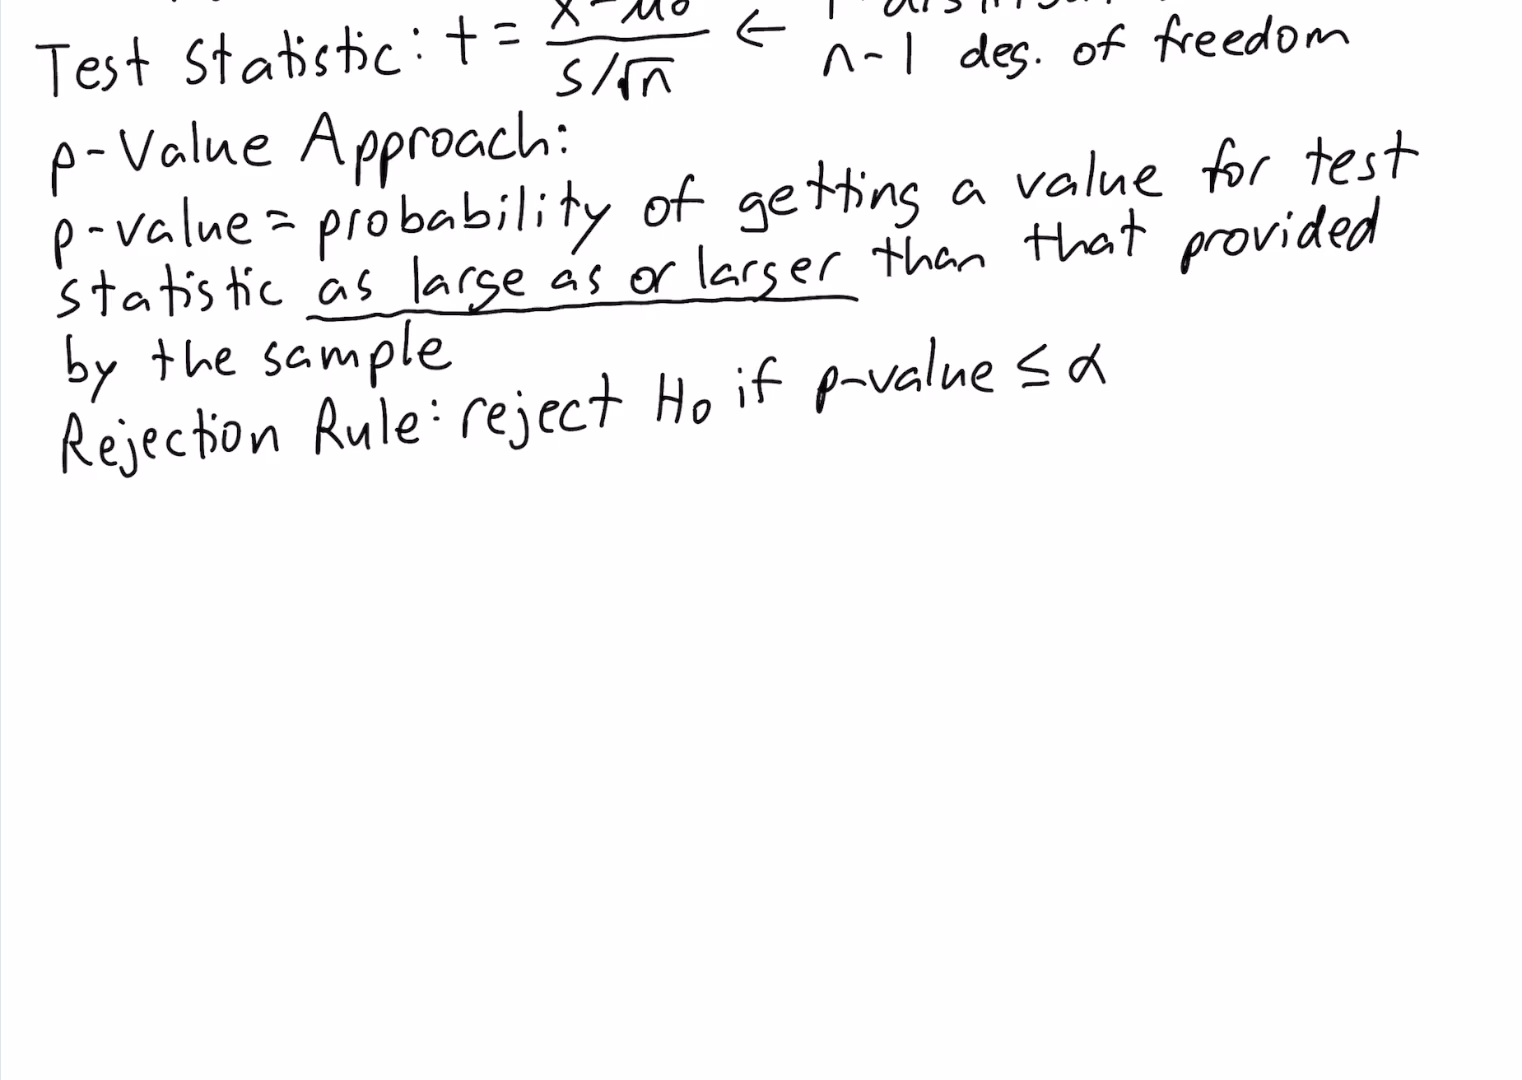 Test Statistic: t = x̄-μ0 / s/√n ← n-1 deg. of freedom
p-Value Approach:
p-value = probability of getting a value for test
statistic as large as or larger than that provided
by the sample
Rejection Rule: reject H0 if p-value ≤ α